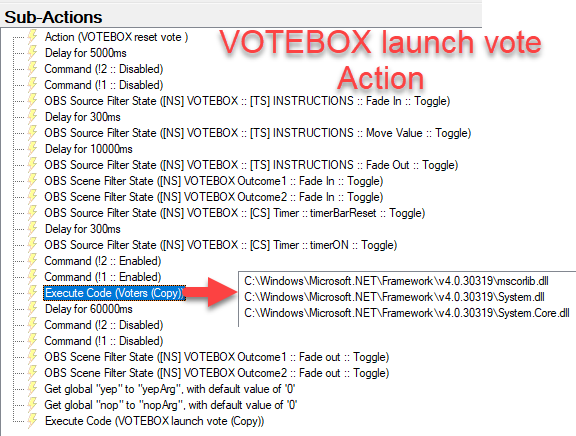 Sub-Actions
VOTEBOX launch vote
Action
Action (VOTEBOX reset vote )
Delay for 5000ms
Command (!2 :: Disabled)
Command (!1 :: Disabled)
OBS Source Filter State ([NS] VOTEBOX :: [TS] INSTRUCTIONS :: Fade In :: Toggle)
Delay for 300ms
OBS Source Filter State ([NS] VOTEBOX :: [TS] INSTRUCTIONS :: Move Value :: Toggle)
Delay for 10000ms
OBS Source Filter State ([NS] VOTEBOX :: [TS] INSTRUCTIONS :: Fade Out :: Toggle)
OBS Scene Filter State ([NS] VOTEBOX Outcome1 :: Fade In :: Toggle)
OBS Scene Filter State ([NS] VOTEBOX Outcome2 :: Fade In :: Toggle)
OBS Source Filter State ([NS] VOTEBOX :: [CS] Timer :: timerBarReset :: Toggle)
Delay for 300ms
OBS Source Filter State ([NS] VOTEBOX :: [CS] Timer :: timerON :: Toggle)
Command (!2 :: Enabled)
Command (!1 :: Enabled)
Execute Code (Voters (Copy))
C:\Windows\Microsoft.NET\Framework\v4.0.30319\mscorlib.dll
C:\Windows\Microsoft.NET\Framework\v4.0.30319\System.dll
C:\Windows\Microsoft.NET\Framework\v4.0.30319\System.Core.dll
Delay for 60000ms
Command (!2 :: Disabled)
Command (!1 :: Disabled)
OBS Scene Filter State ([NS] VOTEBOX Outcome1 :: Fade out :: Toggle)
OBS Scene Filter State ([NS] VOTEBOX Outcome2 :: Fade out :: Toggle)
Get global "yep" to "yepArg", with default value of '0'
Get global "nop" to "nopArg", with default value of '0'
Execute Code (VOTEBOX launch vote (Copy))